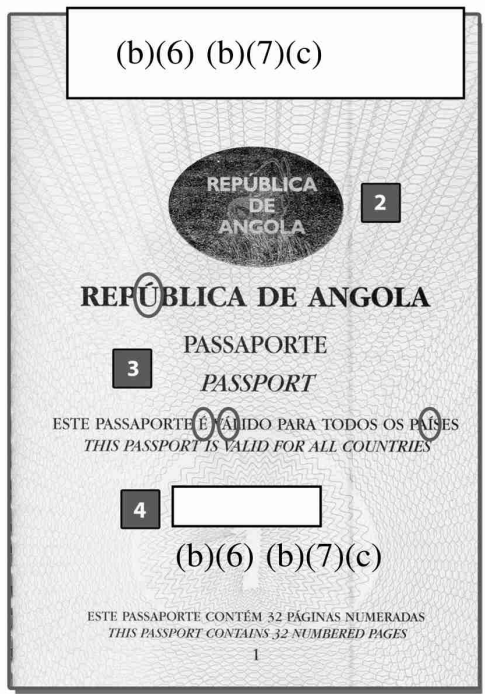 (b)(6) (b)(7)(c)
REPÚBLICA
DE
ANGOLA
2
REPÚBLICA DE ANGOLA
PASSAPORTE
3
PASSPORT
ESTE PASSAPORTE É VÁLIDO PARA TODOS OS PAÍSES
THIS PASSPORT IS VALID FOR ALL COUNTRIES
4
(b)(6) (b)(7)(c)
ESTE PASSAPORTE CONTÉM 32 PÁGINAS NUMERADAS
THIS PASSPORT CONTAINS 32 NUMBERED PAGES
1